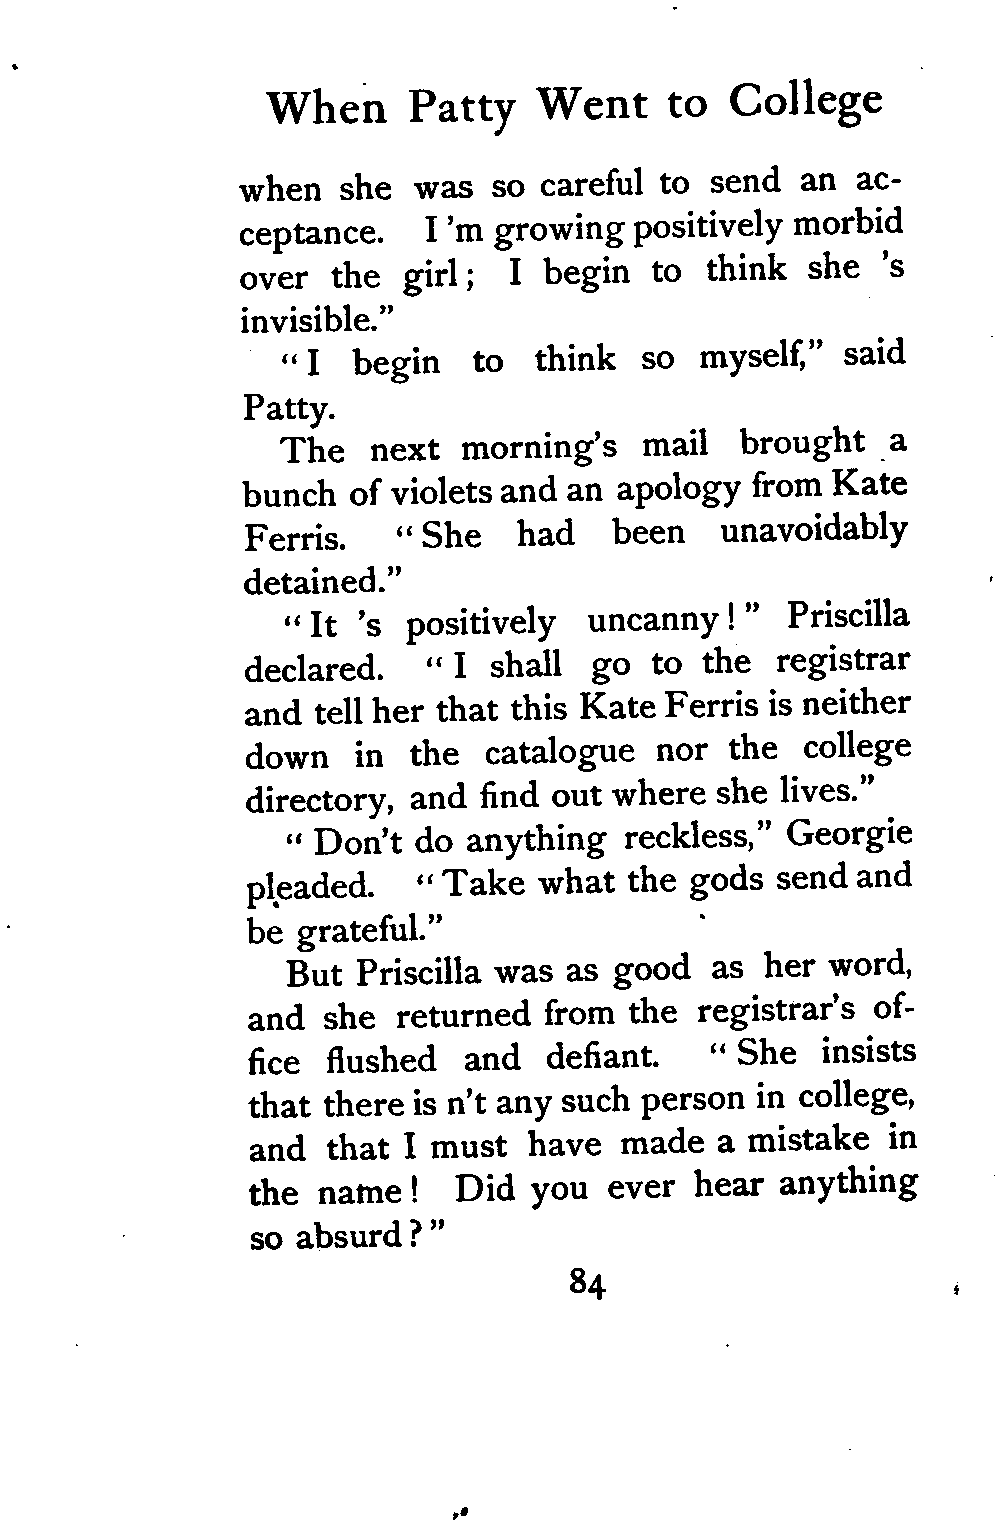 When Patty Went to College
when she was so careful to send an ac-
ceptance. I 'm growing positively morbid
over the girl; I begin to think she 's
invisible."
"I begin to think so myself," said
Patty.
The next morning's mail brought a
bunch of violets and an apology from Kate
Ferris. "She had been unavoidably
detained."
"It 's positively uncanny!" Priscilla
declared. "I shall go to the registrar
and tell her that this Kate Ferris is neither
down in the catalogue nor the college
directory, and find out where she lives."
"Don't do anything reckless," Georgie
pleaded. "Take what the gods send and
be grateful."
But Priscilla was as good as her word,
and she returned from the registrar's of-
fice flushed and defiant. "She insists
that there is n't any such person in college,
and that I must have made a mistake in
the name! Did you ever hear anything
so absurd?"
84